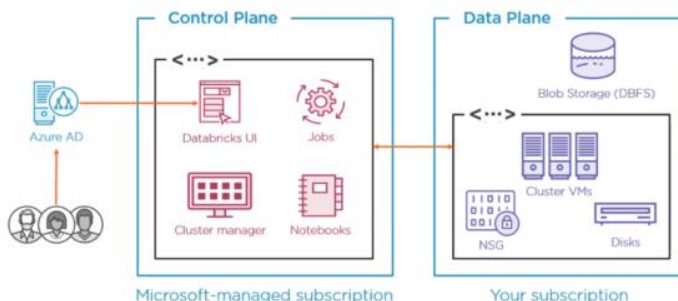 Control Plane
Data Plane
<···>
Azure AD
Databricks UI
Jobs
Cluster manager
Notebooks
Blob Storage (DBFS)
<···>
Cluster VMs
NSG
Disks
Microsoft-managed subscription
Your subscription